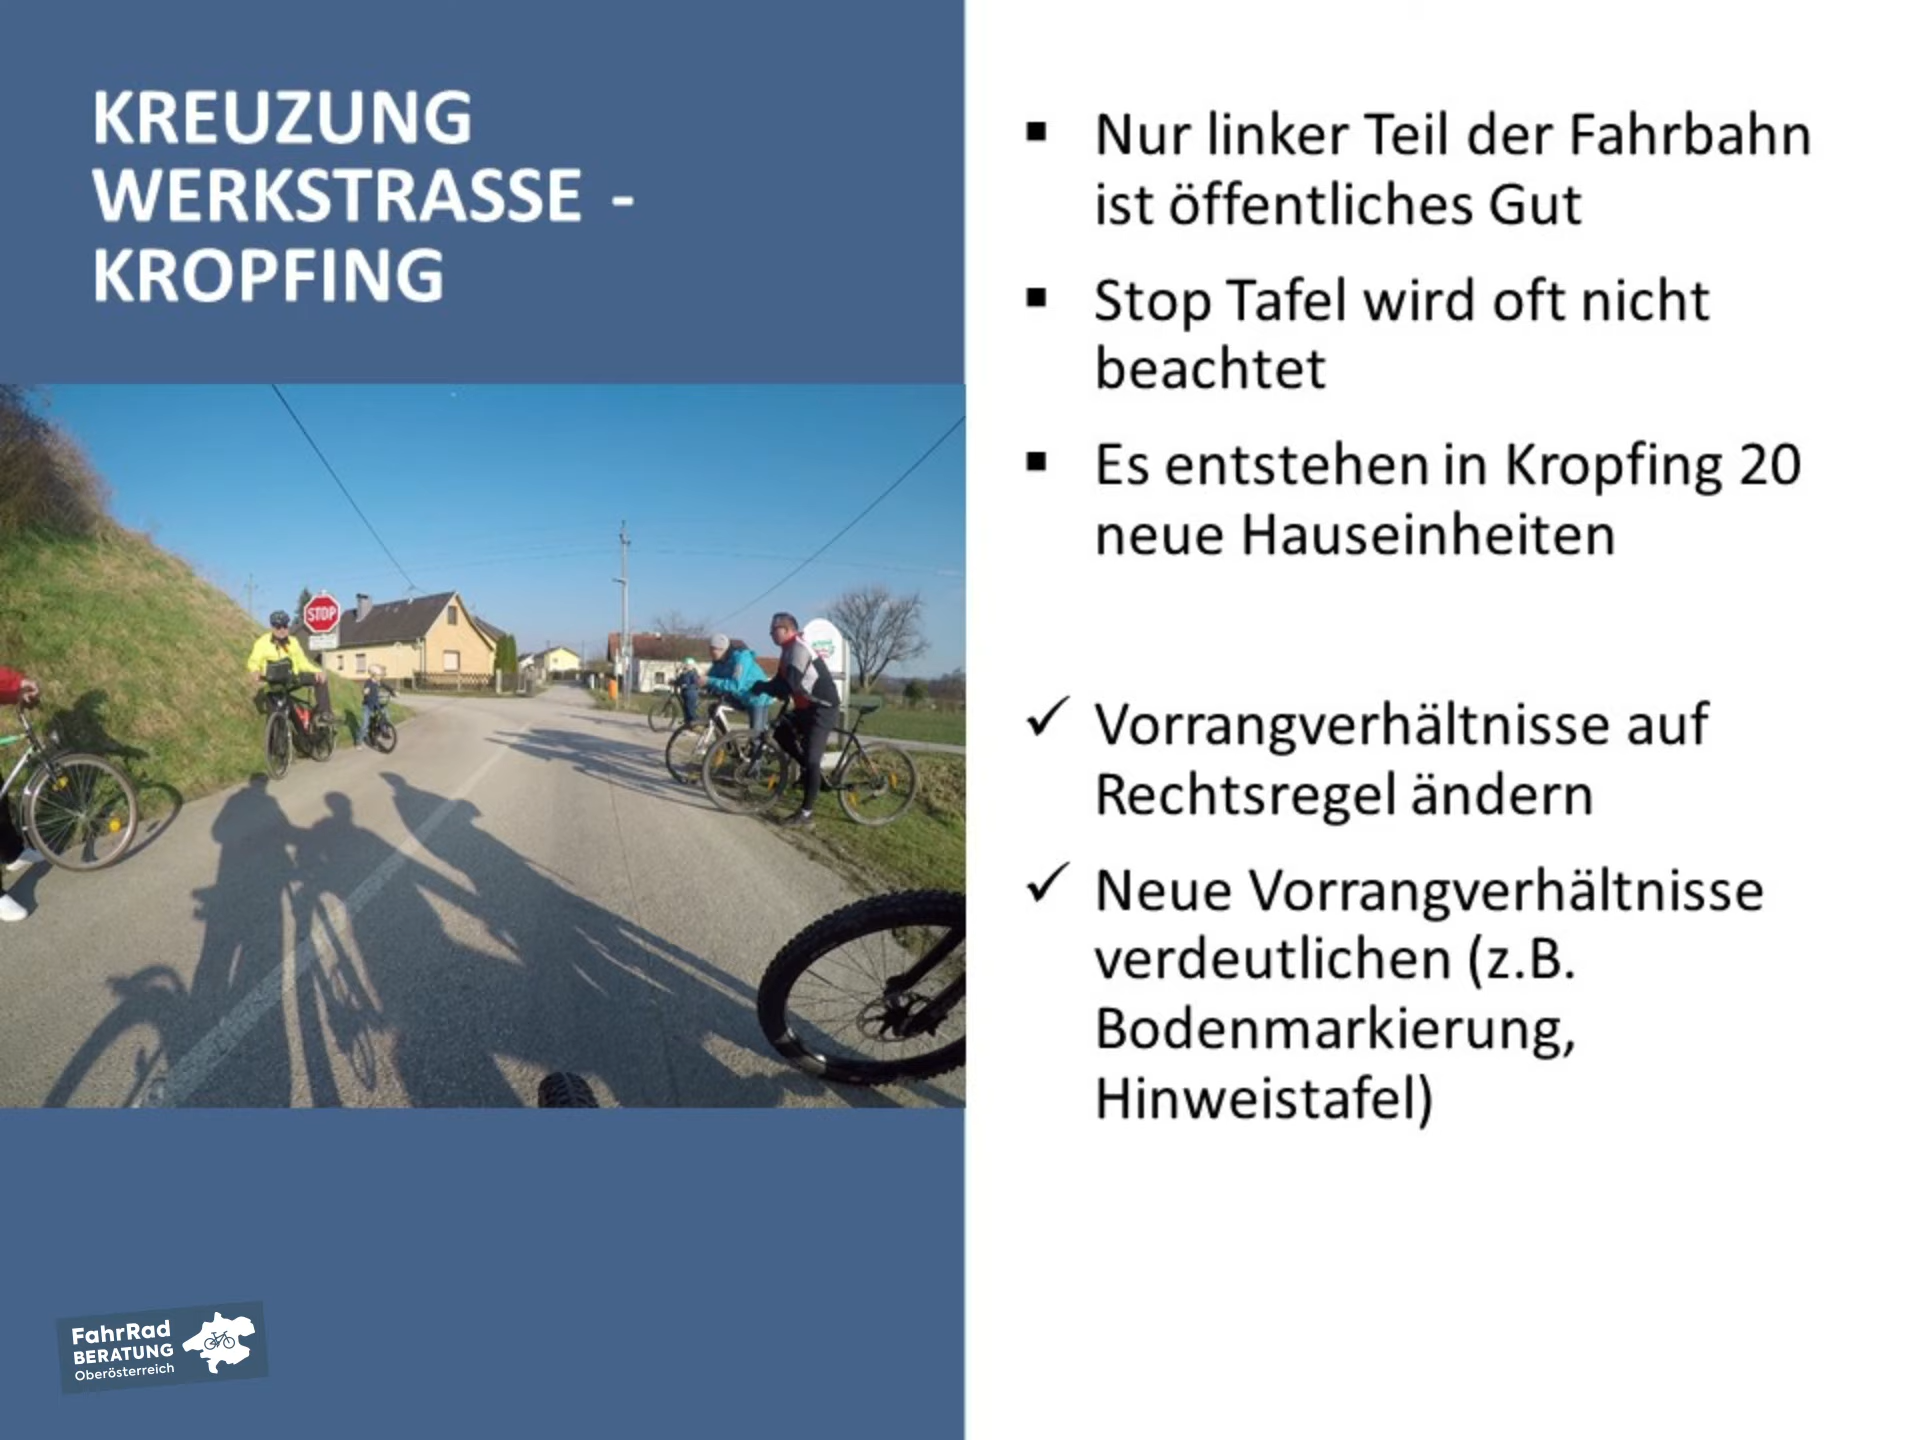 KREUZUNG
WERKSTRASSE -
KROPFING
STOP
FahrRad
BERATUNG
Oberösterreich
▪ Nur linker Teil der Fahrbahn
ist öffentliches Gut
▪ Stop Tafel wird oft nicht
beachtet
▪ Es entstehen in Kropfing 20
neue Hauseinheiten
✓ Vorrangverhältnisse auf
Rechtsregel ändern
✓ Neue Vorrangverhältnisse
verdeutlichen (z.B.
Bodenmarkierung,
Hinweistafel)